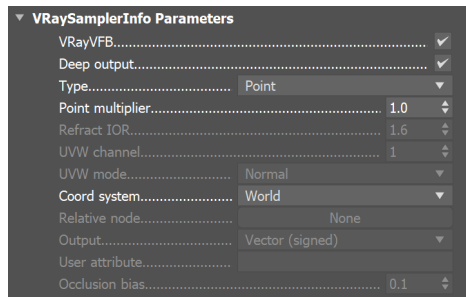 VRaySamplerInfo Parameters
VRayVFB
Deep output
Type Point
Point multiplier 1.0
Refract IOR 1.6
UVW channel 1
UVW mode Normal
Coord system World
Relative node None
Output Vector (signed)
User attribute
Occlusion bias 0.1